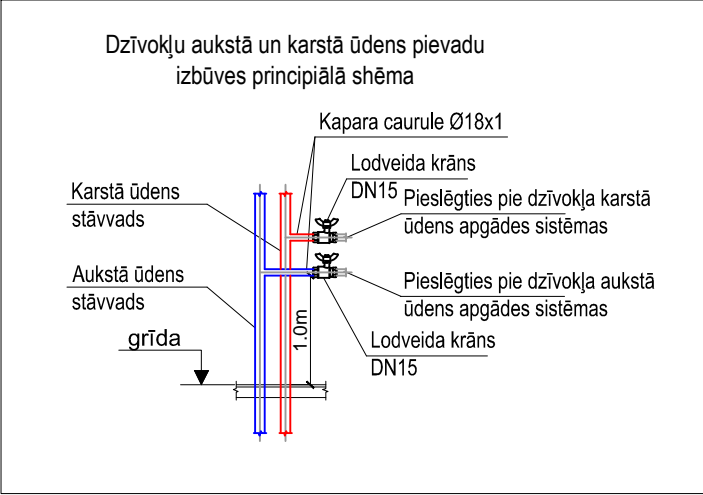 Dzīvokļu aukstā un karstā ūdens pievadu
izbūves principiālā shēma
Kapara caurule Ø18x1
Lodveida krāns
DN15
Pieslēgties pie dzīvokļa karstā
ūdens apgādes sistēmas
Karstā ūdens
stāvvads
Aukstā ūdens
stāvvads
Pieslēgties pie dzīvokļa aukstā
ūdens apgādes sistēmas
grīda
1.0m
Lodveida krāns
DN15